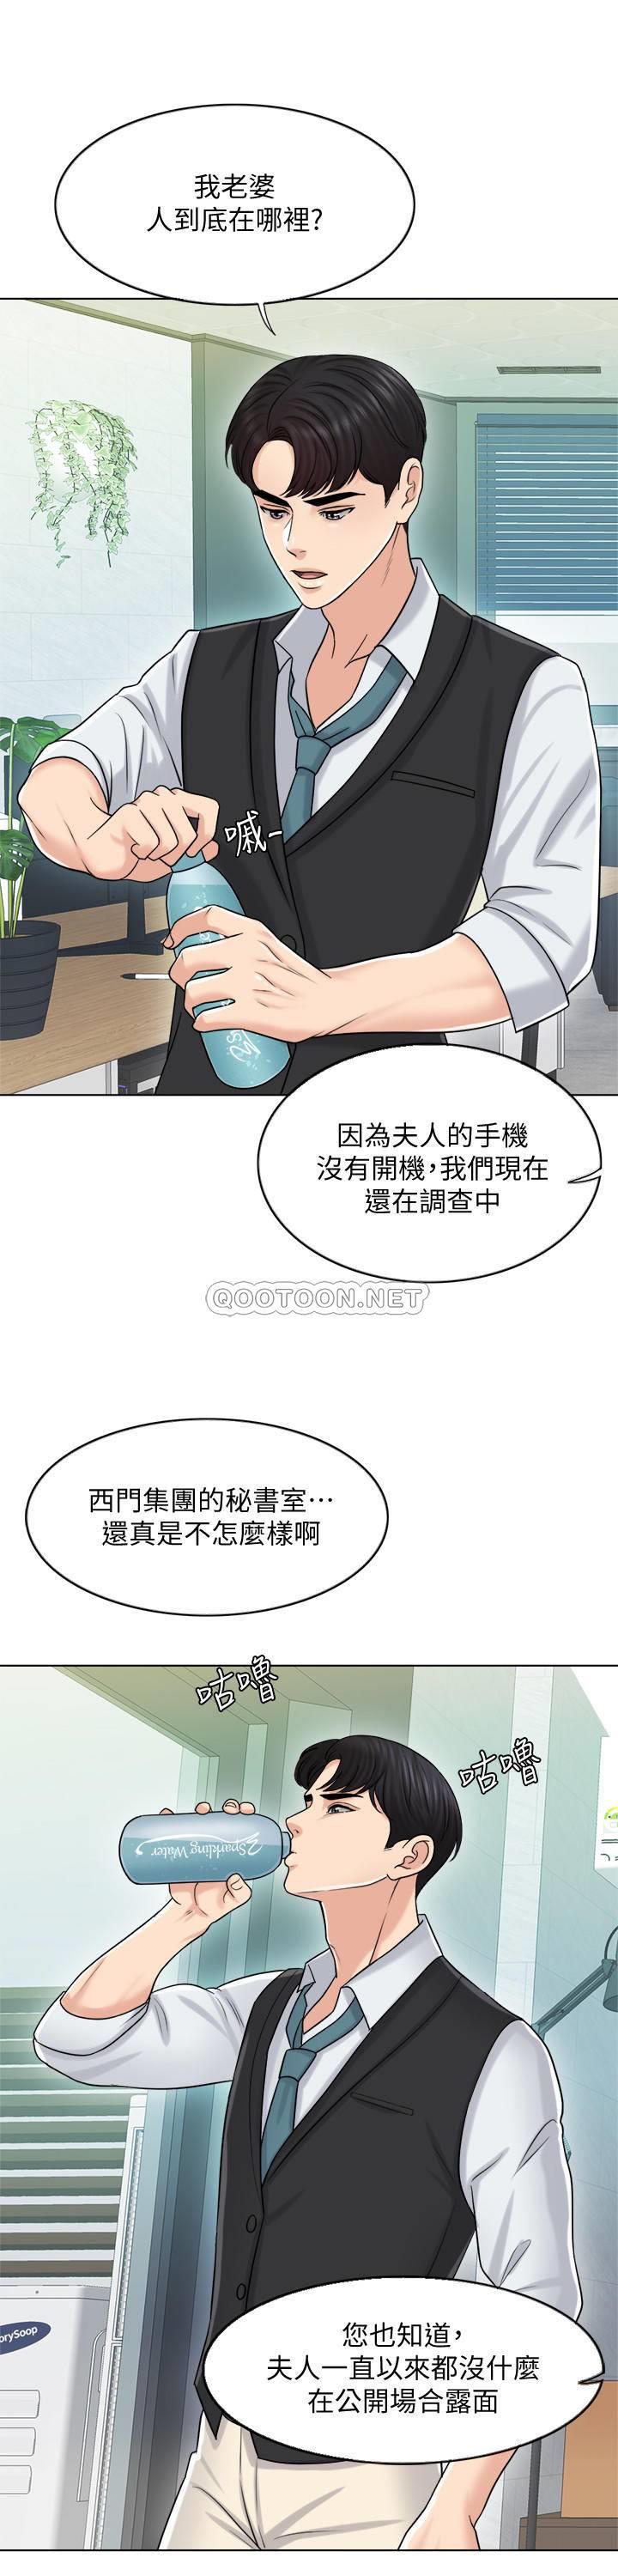 我老婆
人到底在哪裡?
嘁-
因為夫人的手機
沒有開機,我們現在
還在調查中
QOOTOON.NET
西門集團的秘書室⋯
還真是不怎麼樣啊
咕嚕
咕嚕
Sparkling
Water
orySoop
您也知道,
夫人一直以來都沒什麼
在公開場合露面